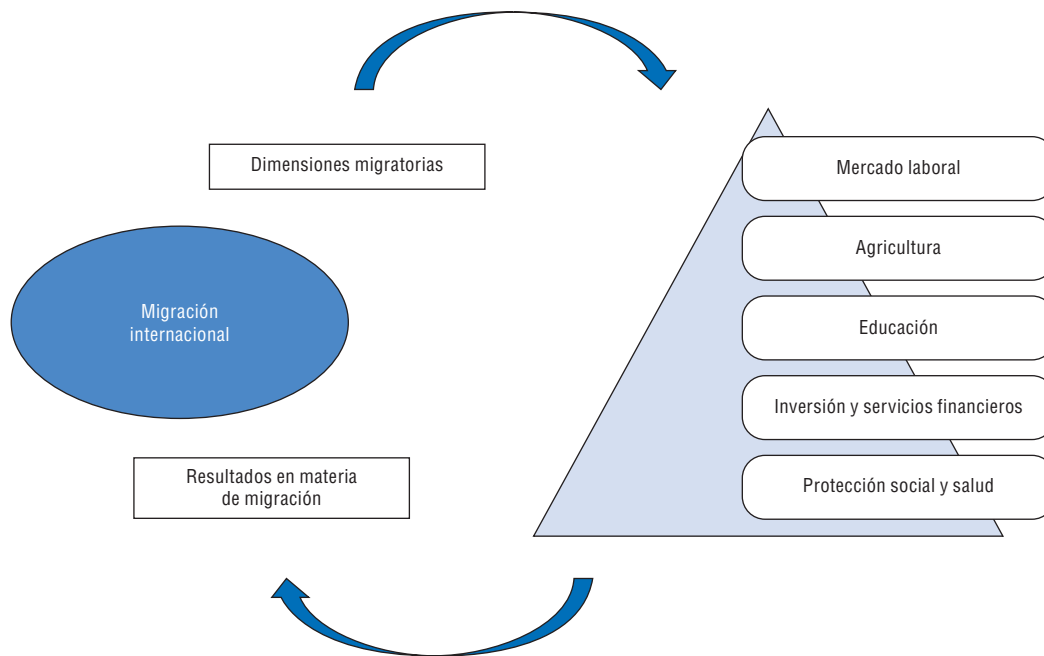 Dimensiones migratorias
Migración
internacional
Resultados en materia
de migración
Mercado laboral
Agricultura
Educación
Inversión y servicios financieros
Protección social y salud